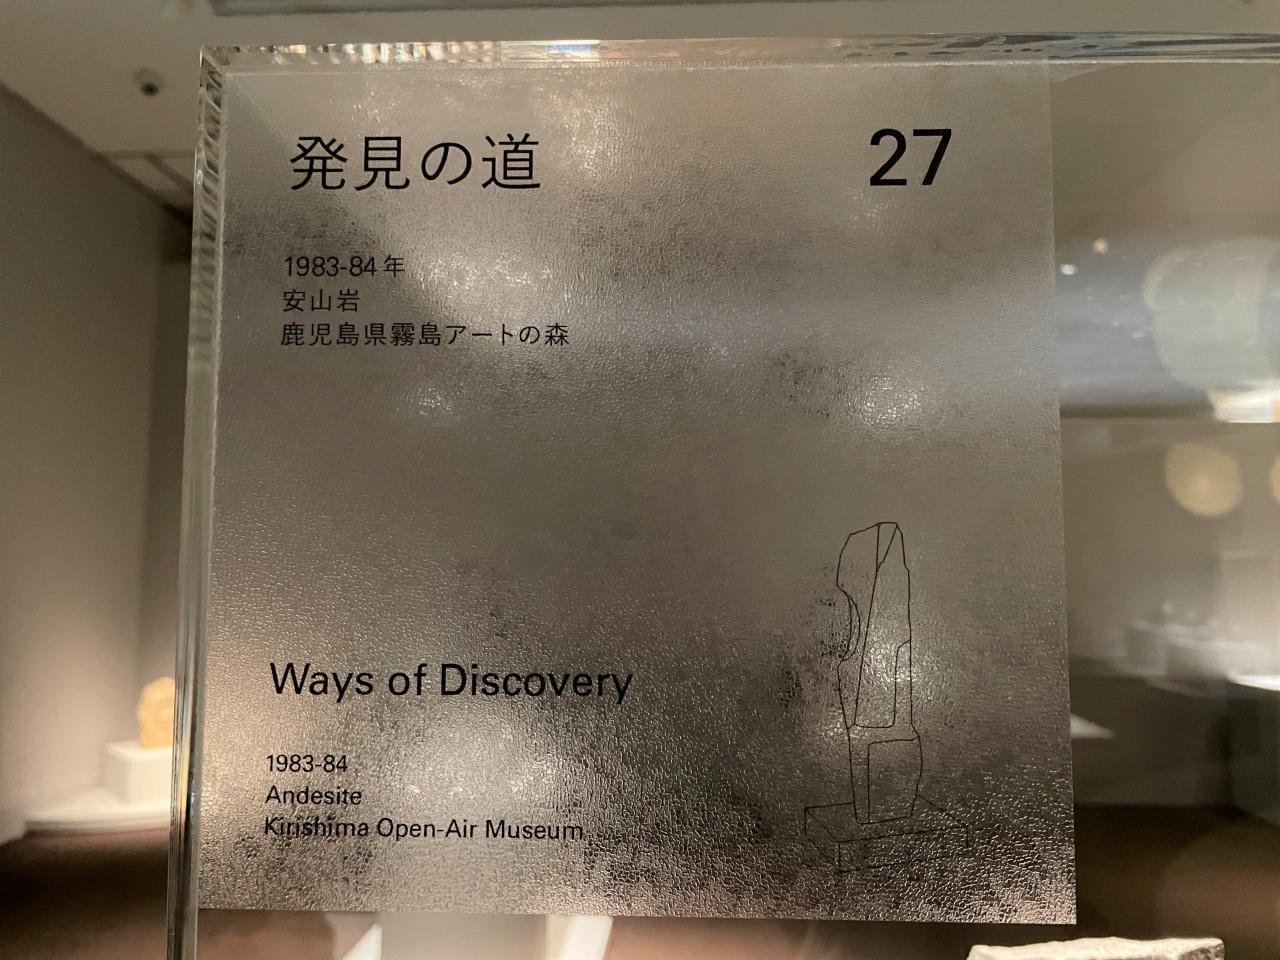 発見の道
27
1983-84年
安山岩
鹿児島県霧島アートの森
Ways of Discovery
1983-84
Andesite
Kirishima Open-Air Museum